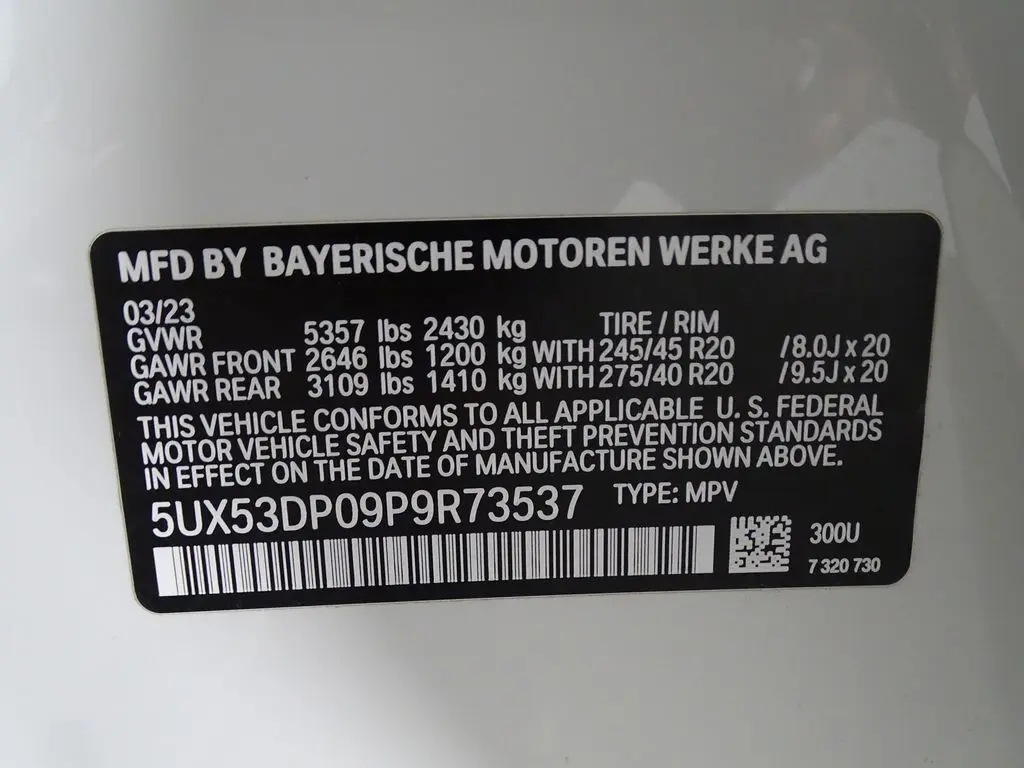 MFD BY BAYERISCHE MOTOREN WERKE AG
03/23
GVWR 5357 lbs 2430 kg TIRE / RIM
GAWR FRONT 2646 lbs 1200 kg WITH 245/45 R20 /8.0J x 20
GAWR REAR 3109 lbs 1410 kg WITH 275/40 R20 /9.5J x 20
THIS VEHICLE CONFORMS TO ALL APPLICABLE U. S. FEDERAL
MOTOR VEHICLE SAFETY AND THEFT PREVENTION STANDARDS
IN EFFECT ON THE DATE OF MANUFACTURE SHOWN ABOVE.
5UX53DP09P9R73537 TYPE: MPV
300U
7 320 730